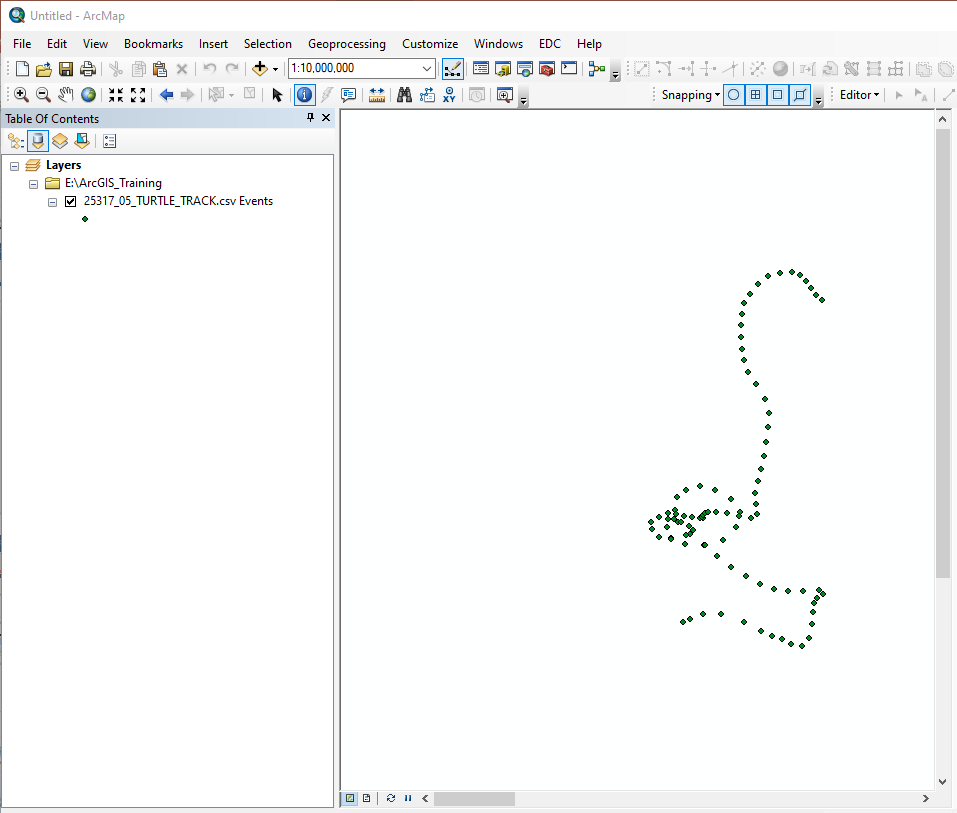 Untitled - ArcMap
File Edit View Bookmarks Insert Selection Geoprocessing Customize Windows EDC Help
1:10,000,000
XY Snapping Editor
Table Of Contents
Layers
E:\ArcGIS_Training
25317_05_TURTLE_TRACK.csv Events